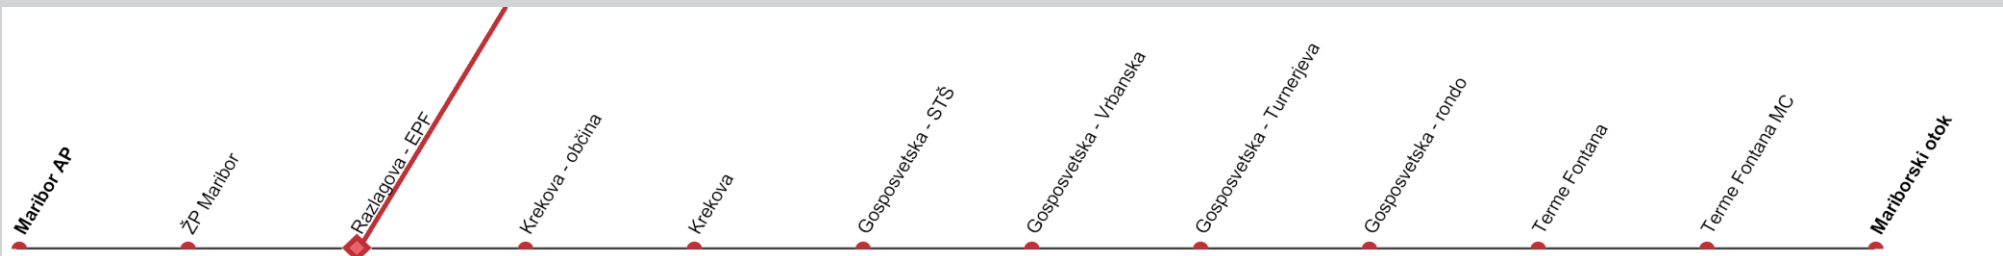 Maribor AP
ŽP Maribor
Razlagova - EPF
Krekova - občina
Krekova
Gosposvetska - STŠ
Gosposvetska - Vrbanska
Gosposvetska - Turnerjeva
Gosposvetska - rondo
Terme Fontana
Terme Fontana MC
Mariborski otok